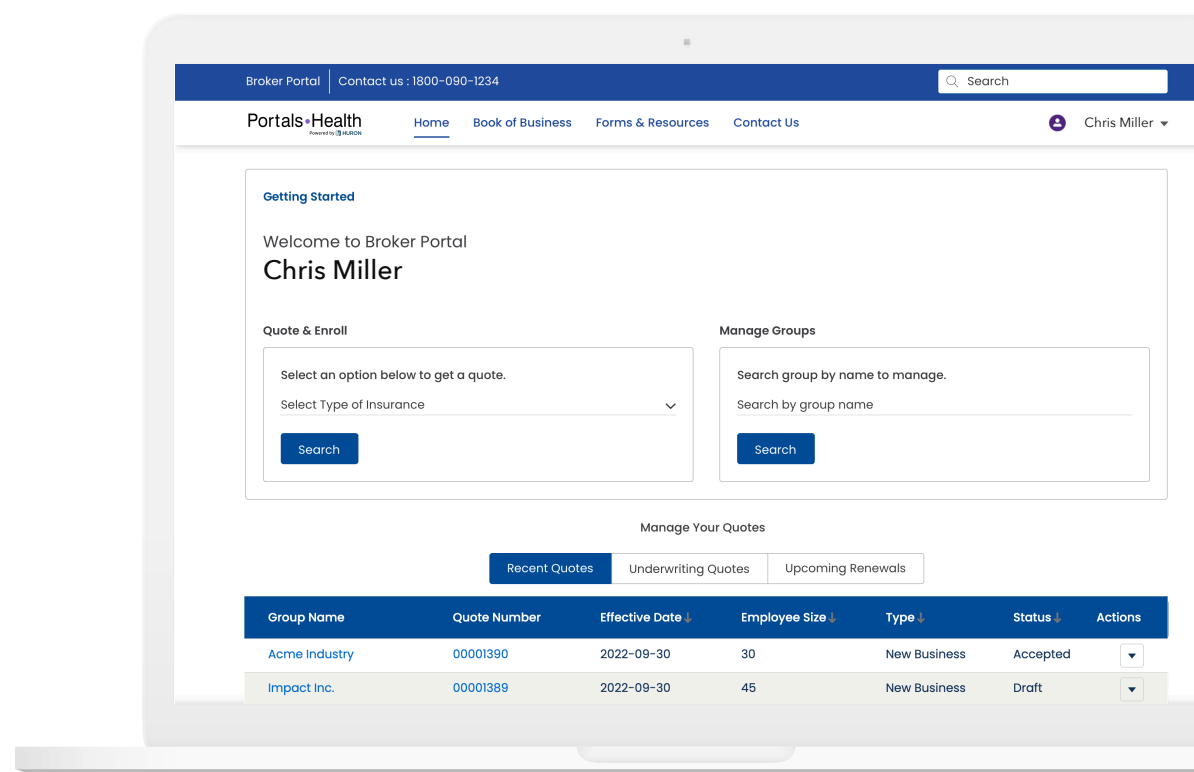 Broker Portal Contact us : 1800-090-1234 Search
Portals•Health Home Book of Business Forms & Resources Contact Us Chris Miller
Powered by HURON
Getting Started
Welcome to Broker Portal
Chris Miller
Quote & Enroll Manage Groups
Select an option below to get a quote. Search group by name to manage.
Select Type of Insurance Search by group name
Search Search
Manage Your Quotes
Recent Quotes Underwriting Quotes Upcoming Renewals
Group Name Quote Number Effective Date Employee Size Type Status Actions
Acme Industry 00001390 2022-09-30 30 New Business Accepted
Impact Inc. 00001389 2022-09-30 45 New Business Draft